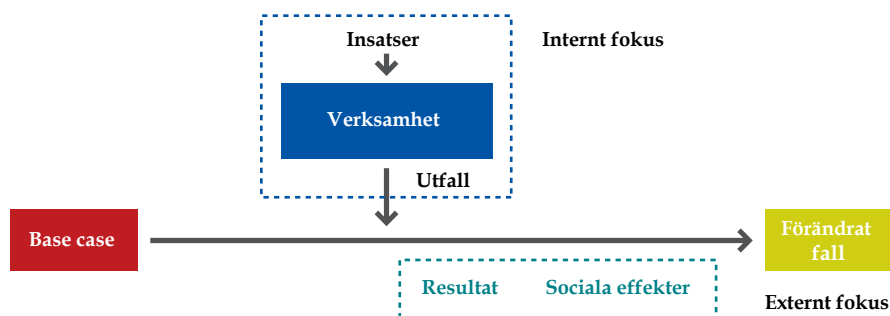 Insatser
Internt fokus
Verksamhet
Utfall
Base case
Förändrat
fall
Resultat
Sociala effekter
Externt fokus